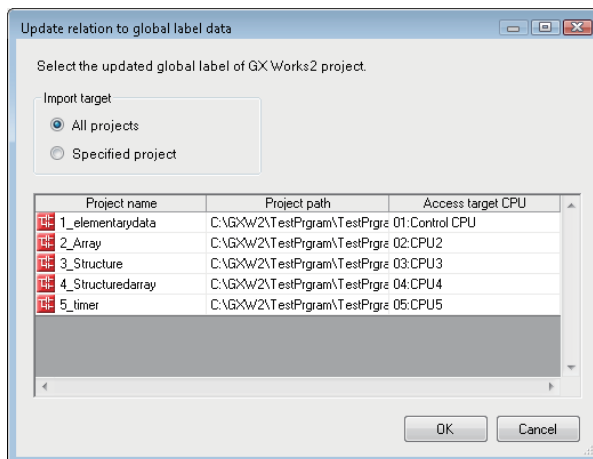 Update relation to global label data
Select the updated global label of GX Works2 project.
Import target
All projects
Specified project
Project name Project path Access target CPU
1_elementarydata C:\GXW2\TestPrgram\TestPrgra 01:Control CPU
2_Array C:\GXW2\TestPrgram\TestPrgra 02:CPU2
3_Structure C:\GXW2\TestPrgram\TestPrgra 03:CPU3
4_Structuredarray C:\GXW2\TestPrgram\TestPrgra 04:CPU4
5_timer C:\GXW2\TestPrgram\TestPrgra 05:CPU5
OK Cancel